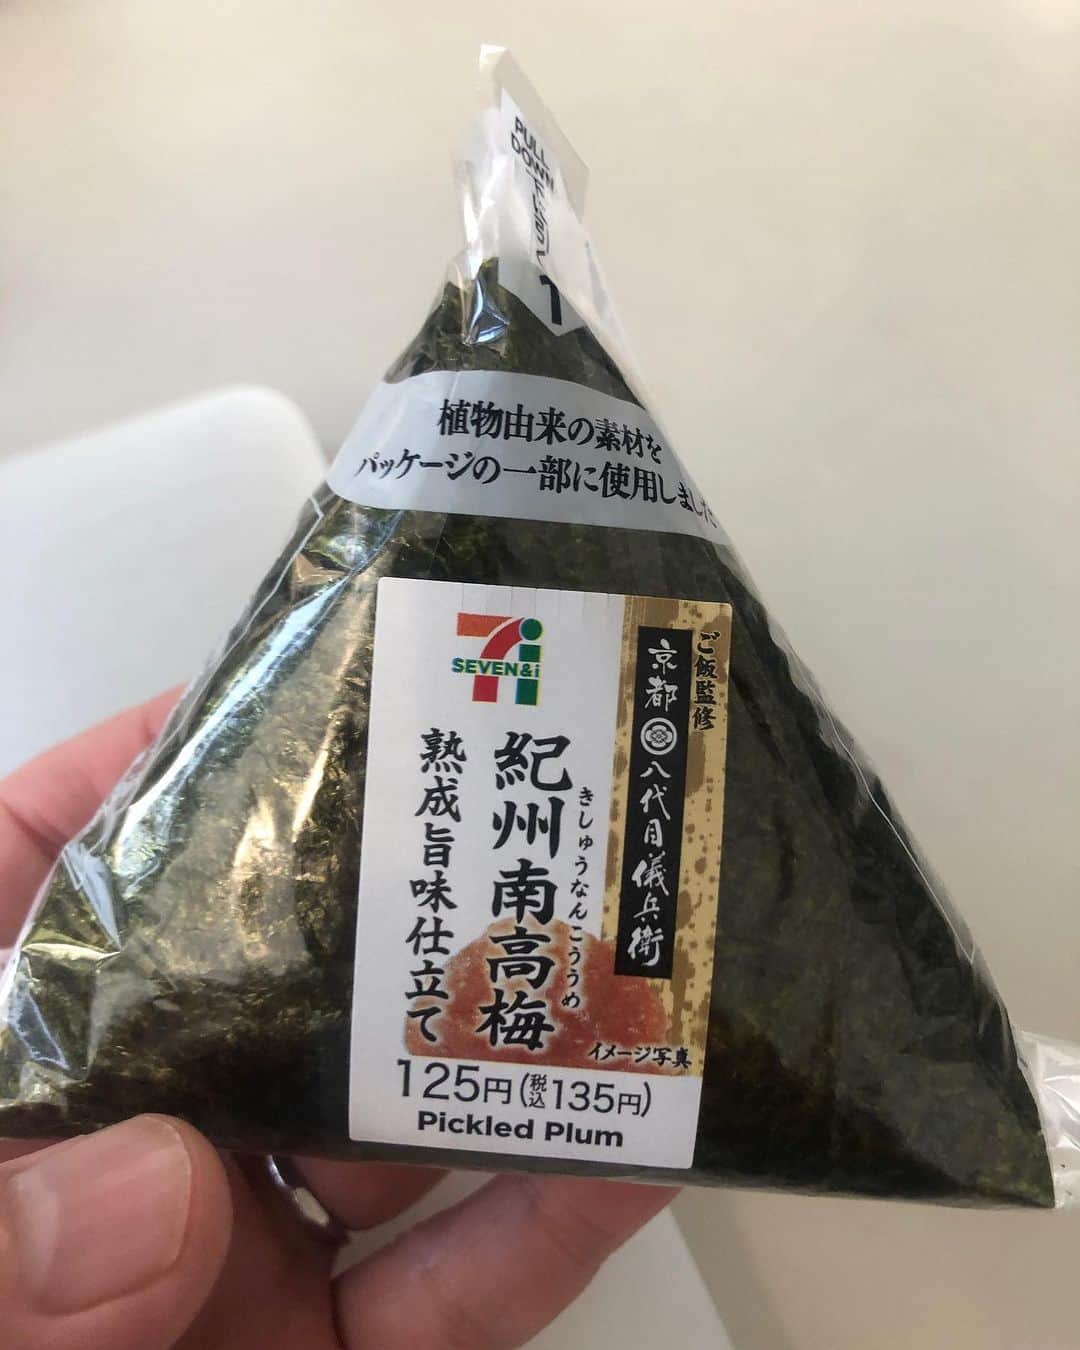 PULL
DOWN
1
植物由来の素材を
パッケージの一部に使用しました
SEVEN&i
ご飯監修
京都 八代目儀兵衛
きしゅうなんこううめ
紀州南高梅
熟成旨味仕立て
イメージ写真
125円(税込135円)
Pickled Plum